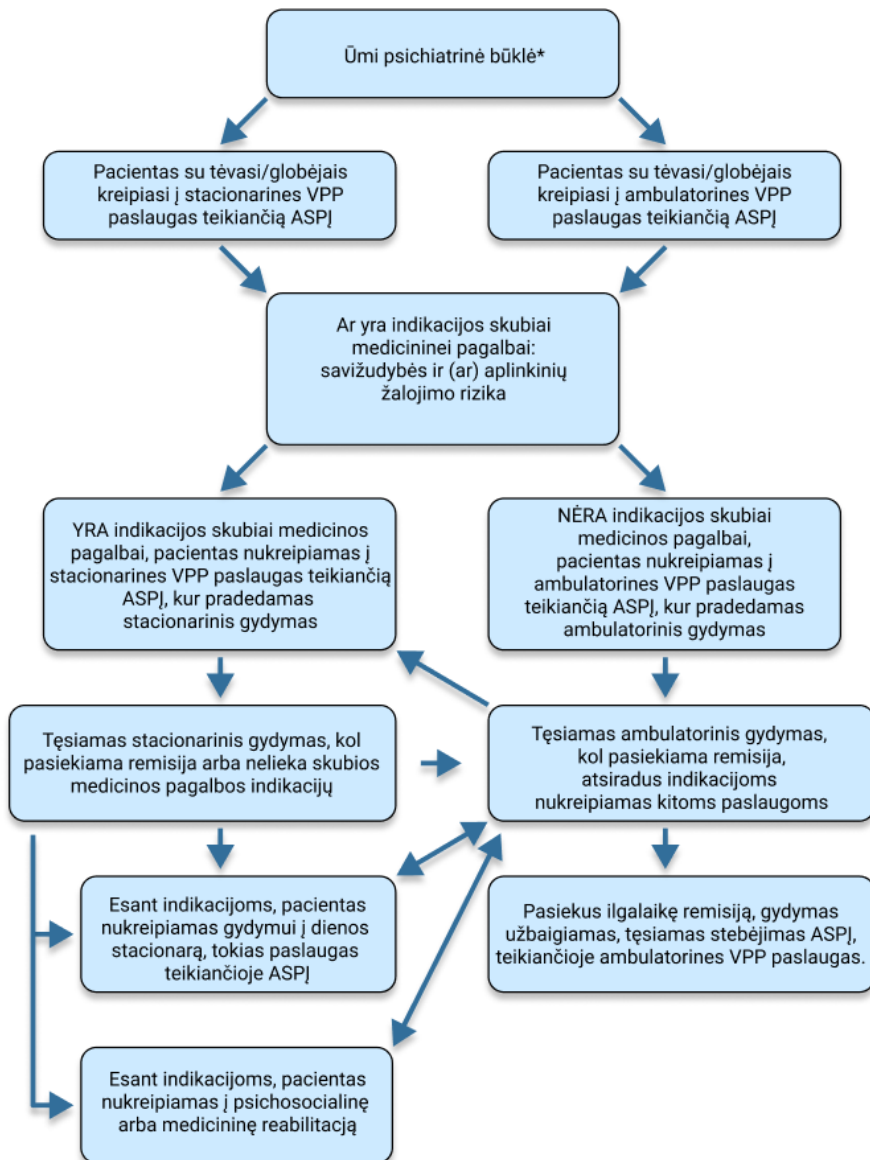 Ūmi psichiatrinė būklė*
Pacientas su tėvasi/globėjais
kreipiasi į stacionarines VPP
paslaugas teikiančią ASPĮ
Pacientas su tėvasi/globėjais
kreipiasi į ambulatorines VPP
paslaugas teikiančią ASPĮ
Ar yra indikacijos skubiai
medicininei pagalbai:
savižudybės ir (ar) aplinkinių
žalojimo rizika
YRA indikacijos skubiai medicinos
pagalbai, pacientas nukreipiamas į
stacionarines VPP paslaugas teikiančią
ASPĮ, kur pradedamas
stacionarinis gydymas
NĖRA indikacijos skubiai
medicinos pagalbai,
pacientas nukreipiamas į
ambulatorines VPP paslaugas
teikiančią ASPĮ, kur pradedamas
ambulatorinis gydymas
Tęsiamas stacionarinis gydymas, kol
pasiekiama remisija arba nelieka skubios
medicinos pagalbos indikacijų
Tęsiamas ambulatorinis gydymas,
kol pasiekiama remisija,
atsiradus indikacijoms
nukreipiamas kitoms paslaugoms
Esant indikacijoms, pacientas
nukreipiamas gydymui į dienos
stacionarą, tokias paslaugas
teikiančioje ASPĮ
Pasiekus ilgalaikę remisiją, gydymas
užbaigiamas, tęsiamas stebėjimas ASPĮ,
teikiančioje ambulatorines VPP paslaugas.
Esant indikacijoms, pacientas
nukreipiamas į psichosocialinę
arba medicininę reabilitacją